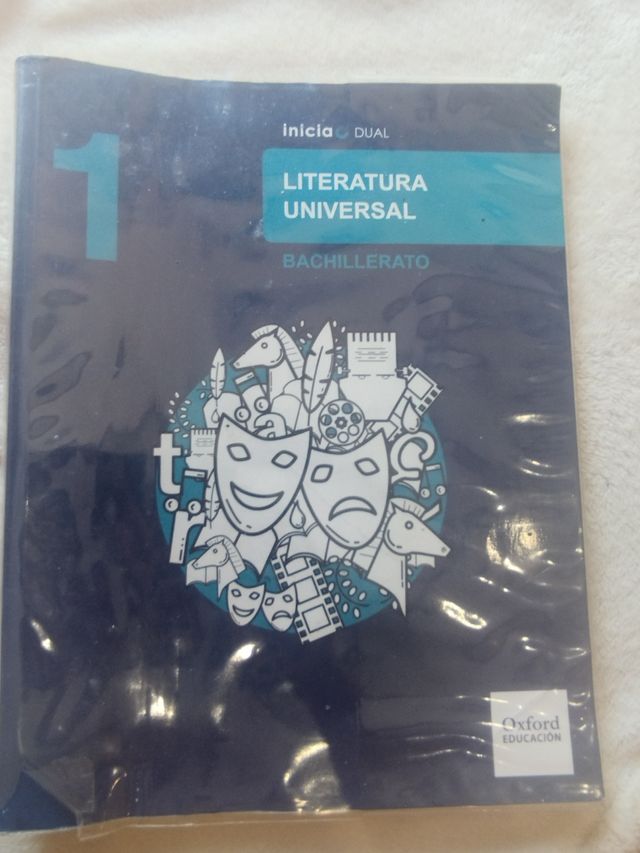 1
inicia DUAL
LITERATURA
UNIVERSAL
BACHILLERATO
Oxford
EDUCACIÓN